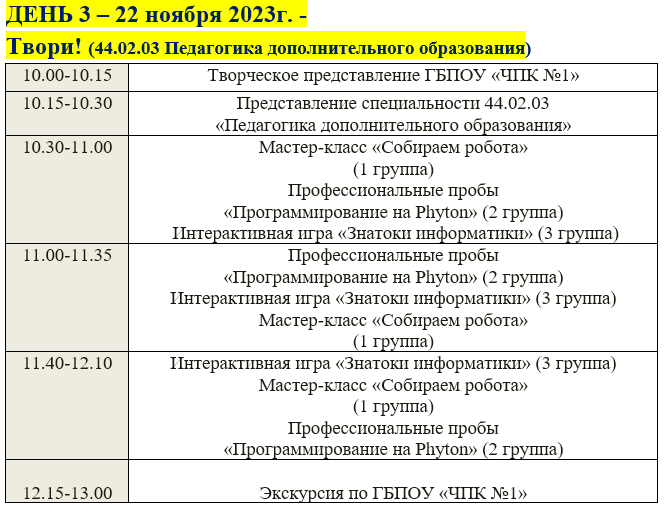 ДЕНЬ 3 – 22 ноября 2023г. -
Твори! (44.02.03 Педагогика дополнительного образования)
10.00-10.15 Творческое представление ГБПОУ «ЧПК №1»
10.15-10.30 Представление специальности 44.02.03
«Педагогика дополнительного образования»
10.30-11.00 Мастер-класс «Собираем робота»
(1 группа)
Профессиональные пробы
«Программирование на Phyton» (2 группа)
Интерактивная игра «Знатоки информатики» (3 группа)
11.00-11.35 Профессиональные пробы
«Программирование на Phyton» (2 группа)
Интерактивная игра «Знатоки информатики» (3 группа)
Мастер-класс «Собираем робота»
(1 группа)
11.40-12.10 Интерактивная игра «Знатоки информатики» (3 группа)
Мастер-класс «Собираем робота»
(1 группа)
Профессиональные пробы
«Программирование на Phyton» (2 группа)
12.15-13.00 Экскурсия по ГБПОУ «ЧПК №1»